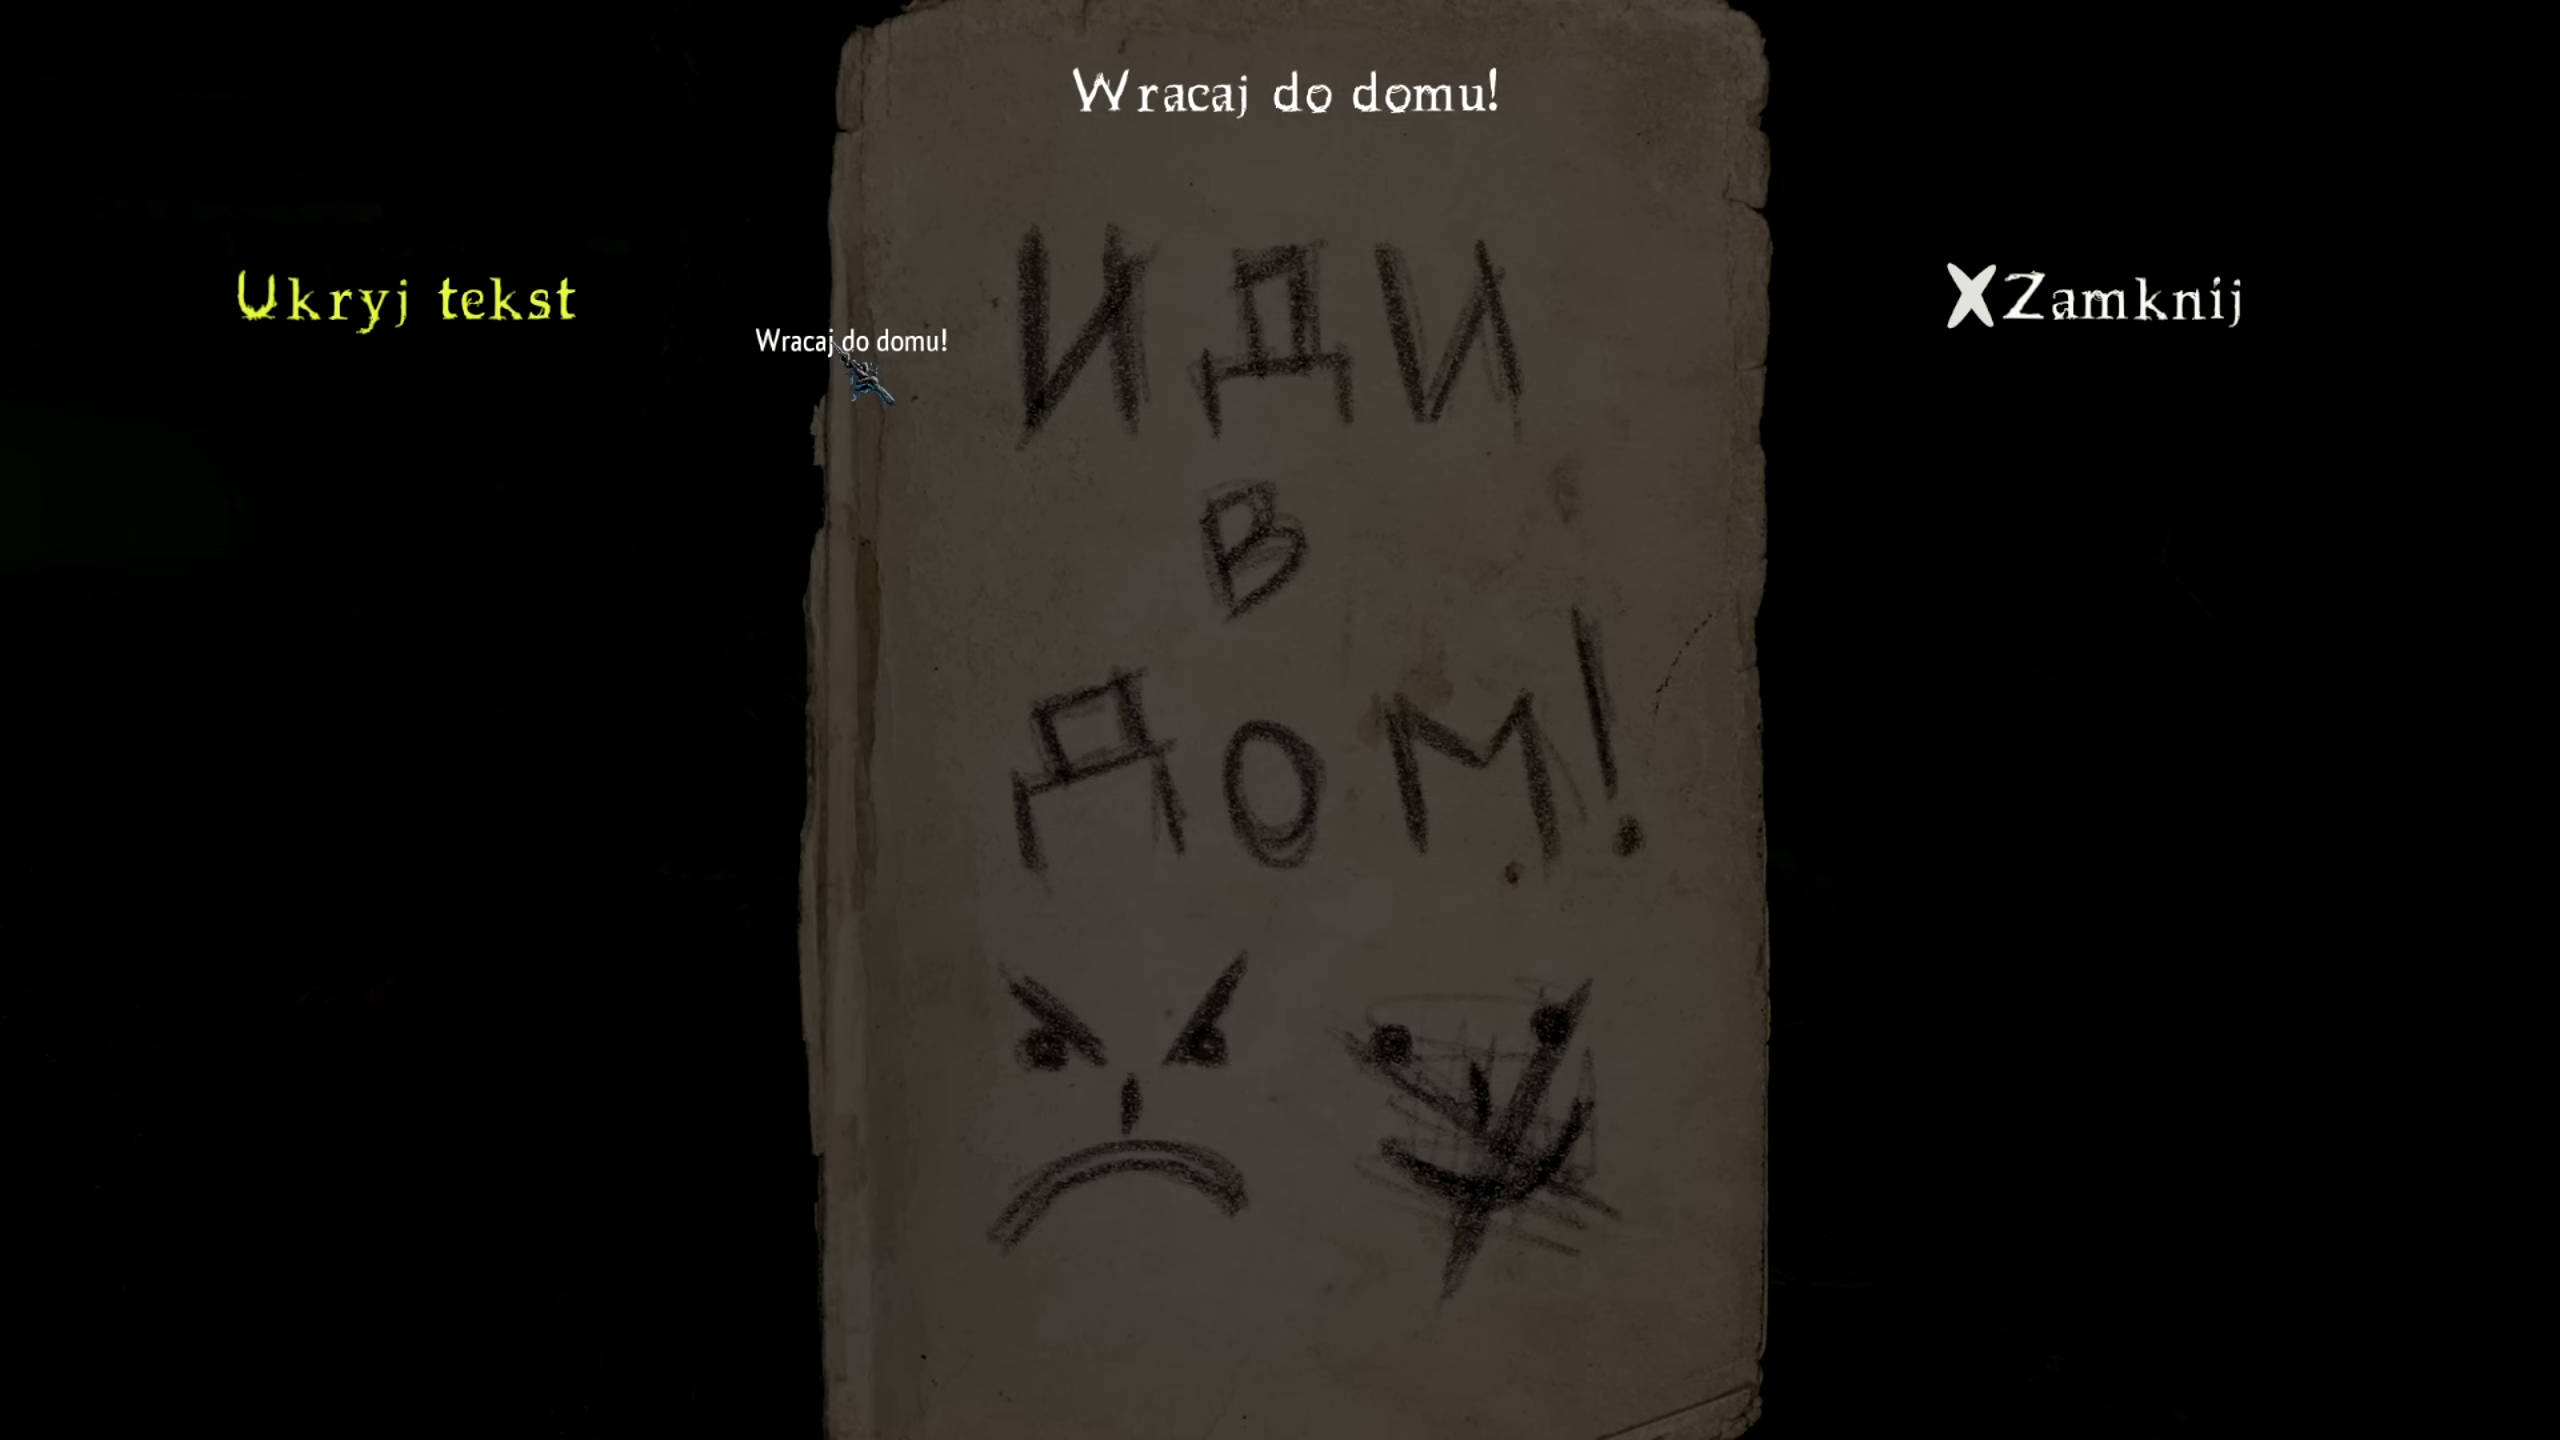 Wracaj do domu!
Ukryj tekst
Zamknij
Wracaj do domu!
ИДИ
В
ДОМ!